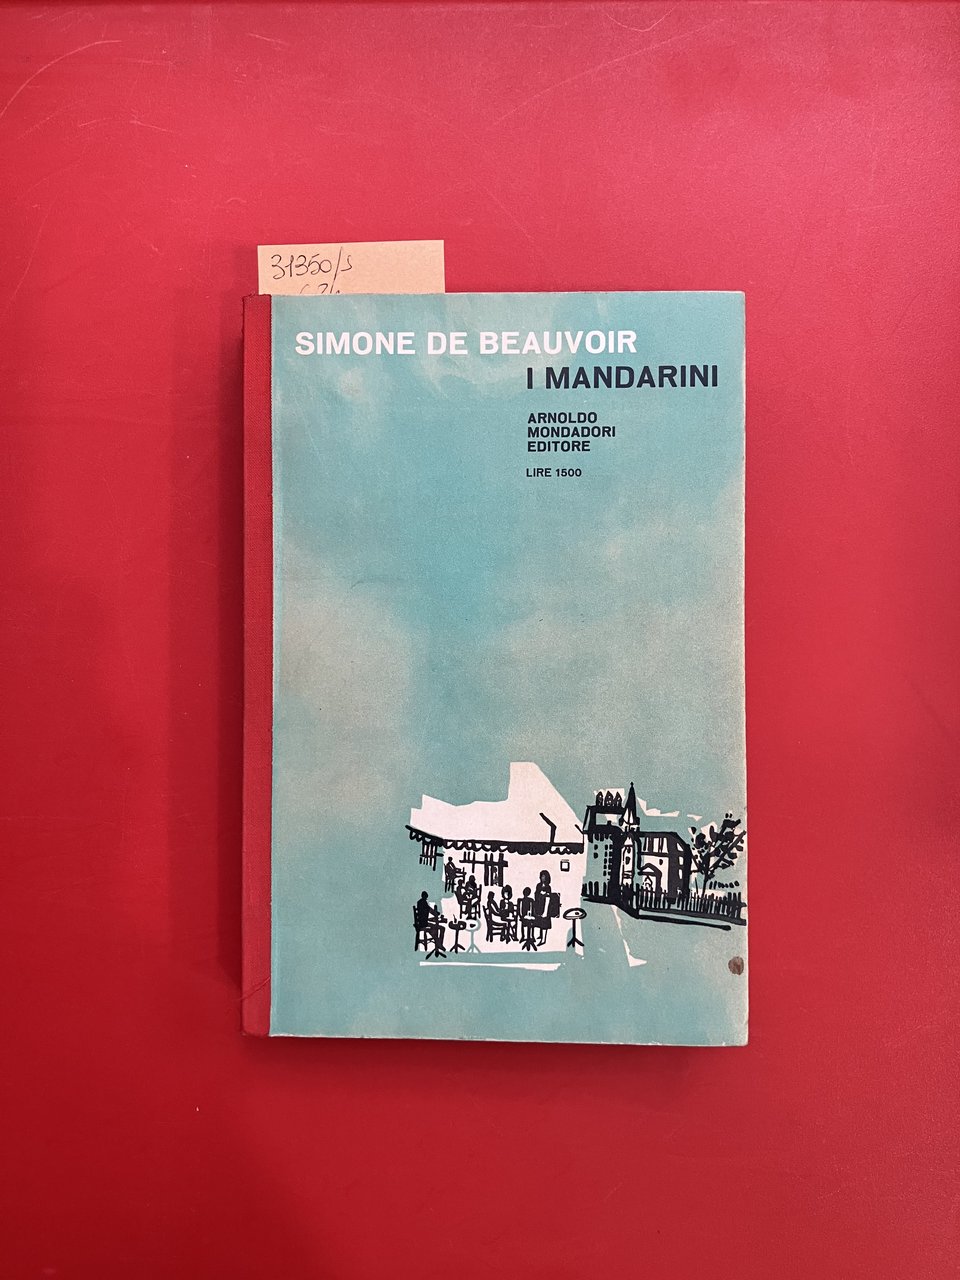 31350/s
SIMONE DE BEAUVOIR
I MANDARINI
ARNOLDO
MONDADORI
EDITORE
LIRE 1500